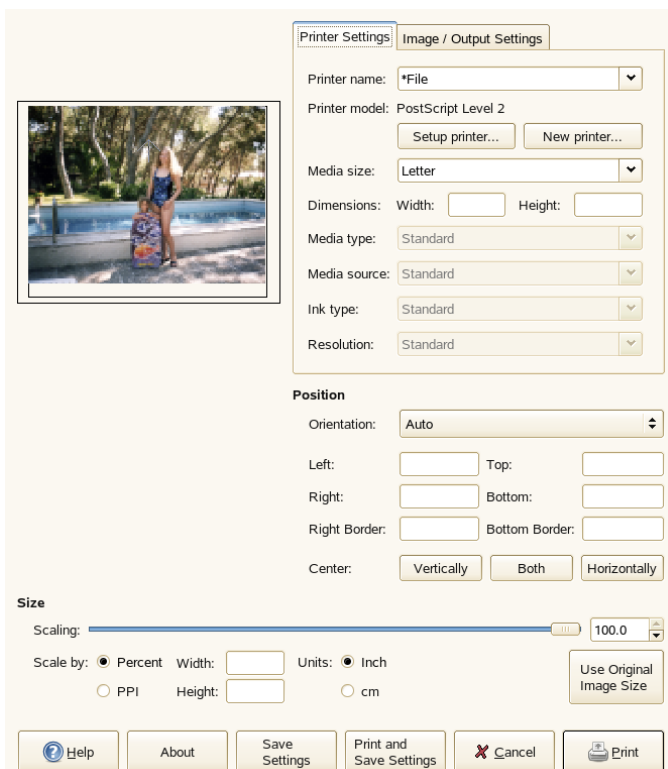 Printer Settings
Image / Output Settings
Printer name: *File
Printer model: PostScript Level 2
Setup printer... New printer...
Media size: Letter
Dimensions: Width: Height:
Media type: Standard
Media source: Standard
Ink type: Standard
Resolution: Standard
Position
Orientation: Auto
Left: Top:
Right: Bottom:
Right Border: Bottom Border:
Center: Vertically Both Horizontally
Size
Scaling: 100.0
Scale by: Percent Width: Units: Inch
PPI Height: cm
Use Original
Image Size
Help
About
Save
Settings
Print and
Save Settings
Cancel
Print